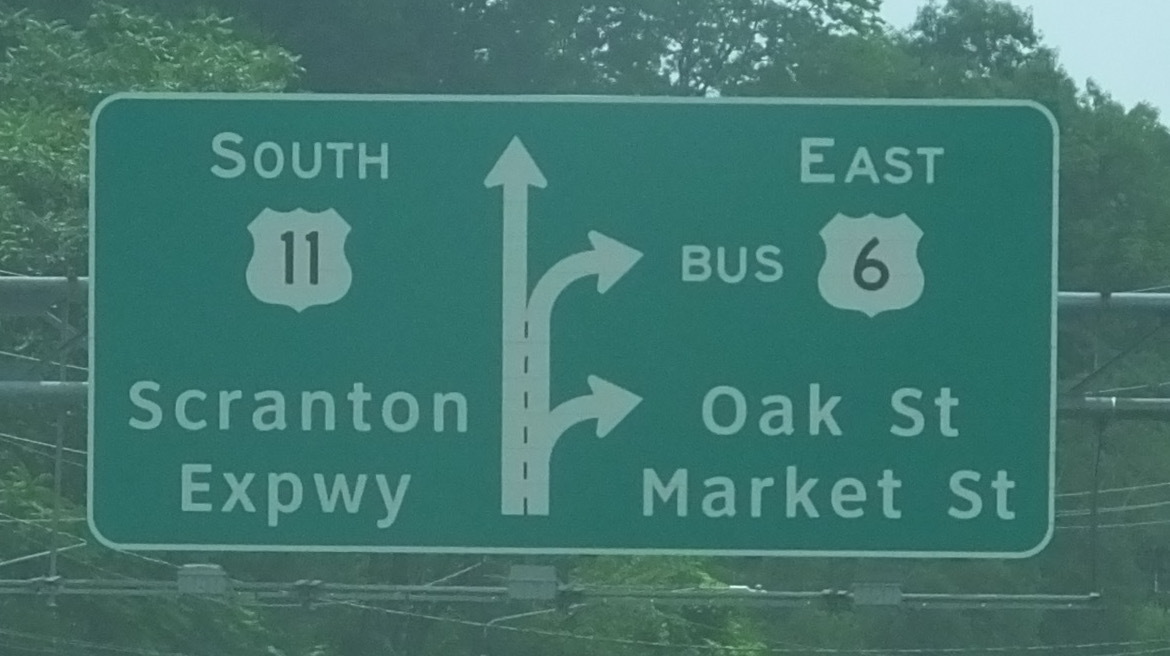 SOUTH
11
Scranton
Expwy
EAST
BUS 6
Oak St
Market St